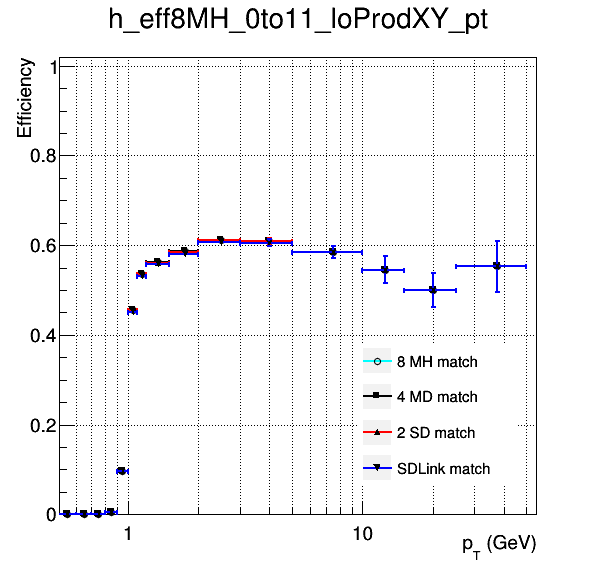 h_eff8MH_0to11_loProdXY_pt
Efficiency
1
0.8
0.6
0.4
0.2
0
8 MH match
4 MD match
2 SD match
SDLink match
1
10
p_T (GeV)